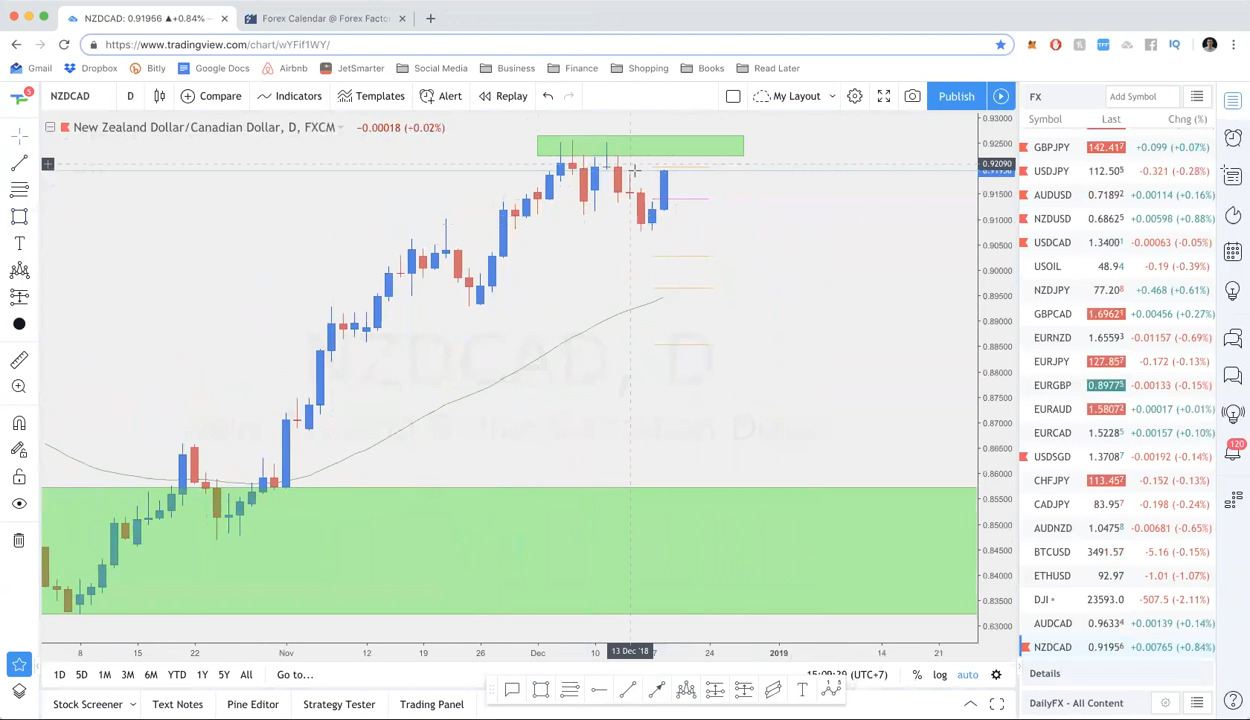 NZDCAD: 0.91966 ▲+0.84%
Forex Calendar @ Forex Facto
https://www.tradingview.com/chart/wYFif1WY/
Gmail Dropbox Bitly Google Docs Airbnb JetSmarter Social Media Business Finance Shopping Books Read Later
NZDCAD D Compare Indicators Templates Alert Replay My Layout Publish
New Zealand Dollar/Canadian Dollar, D, FXCM -0.00018 (-0.02%)
NZDCAD, D
0.93000
0.92500
0.92090
0.91500
0.91000
0.90500
0.90000
0.89500
0.89000
0.88500
0.88000
0.87500
0.87000
0.86500
0.86000
0.85500
0.85000
0.84500
0.84000
0.83500
0.83000
8 15 22 Nov 12 19 26 Dec 10 13 Dec '18 7 24 2019 14 21
1D 5D 1M 3M 6M YTD 1Y 5Y All Go to... 15:09:39 (UTC+7) % log auto
Stock Screener Text Notes Pine Editor Strategy Tester Trading Panel
FX Add Symbol
Symbol Last Chng (%)
GBPJPY 142.417 +0.099 (+0.07%)
USDJPY 112.505 -0.321 (-0.28%)
AUDUSD 0.71892 +0.00114 (+0.16%)
NZDUSD 0.68625 +0.00598 (+0.88%)
USDCAD 1.34001 -0.00063 (-0.05%)
USOIL 48.94 -0.19 (-0.39%)
NZDJPY 77.208 +0.468 (+0.61%)
GBPCAD 1.69621 +0.00456 (+0.27%)
EURNZD 1.65593 -0.01157 (-0.69%)
EURJPY 127.857 -0.172 (-0.13%)
EURGBP 0.89775 -0.00133 (-0.15%)
EURAUD 1.58072 +0.00017 (+0.01%)
EURCAD 1.52285 +0.00157 (+0.10%)
USDSGD 1.37087 -0.00192 (-0.14%)
CHFJPY 113.457 -0.152 (-0.13%)
CADJPY 83.957 -0.198 (-0.24%)
AUDNZD 1.04758 -0.00681 (-0.65%)
BTCUSD 3491.57 -5.16 (-0.15%)
ETHUSD 92.97 -1.01 (-1.07%)
DJI 23593.0 -507.5 (-2.11%)
AUDCAD 0.96334 +0.00139 (+0.14%)
NZDCAD 0.91956 +0.00765 (+0.84%)
Details
DailyFX - All Content
5
120
IQ